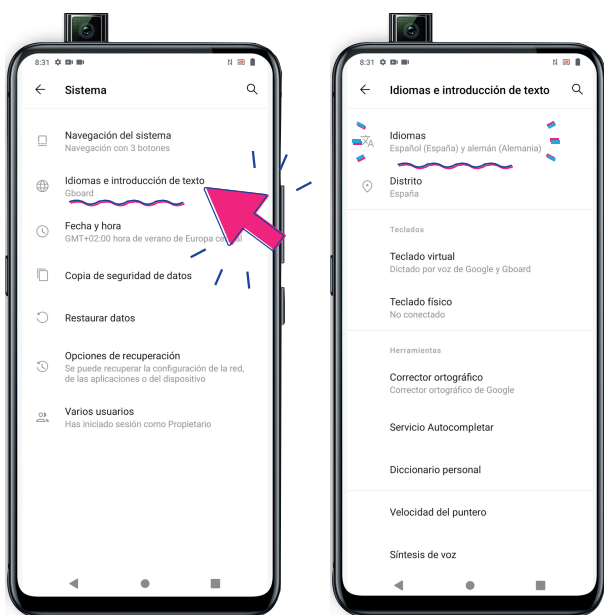 8:31
Sistema
Navegación del sistema
Navegación con 3 botones
Idiomas e introducción de texto
Gboard
Fecha y hora
GMT+02:00 hora de verano de Europa central
Copia de seguridad de datos
Restaurar datos
Opciones de recuperación
Se puede recuperar la configuración de la red,
de las aplicaciones o del dispositivo
Varios usuarios
Has iniciado sesión como Propietario
8:31
Idiomas e introducción de texto
Idiomas
Español (España) y alemán (Alemania)
Distrito
España
Teclados
Teclado virtual
Dictado por voz de Google y Gboard
Teclado físico
No conectado
Herramientas
Corrector ortográfico
Corrector ortográfico de Google
Servicio Autocompletar
Diccionario personal
Velocidad del puntero
Síntesis de voz